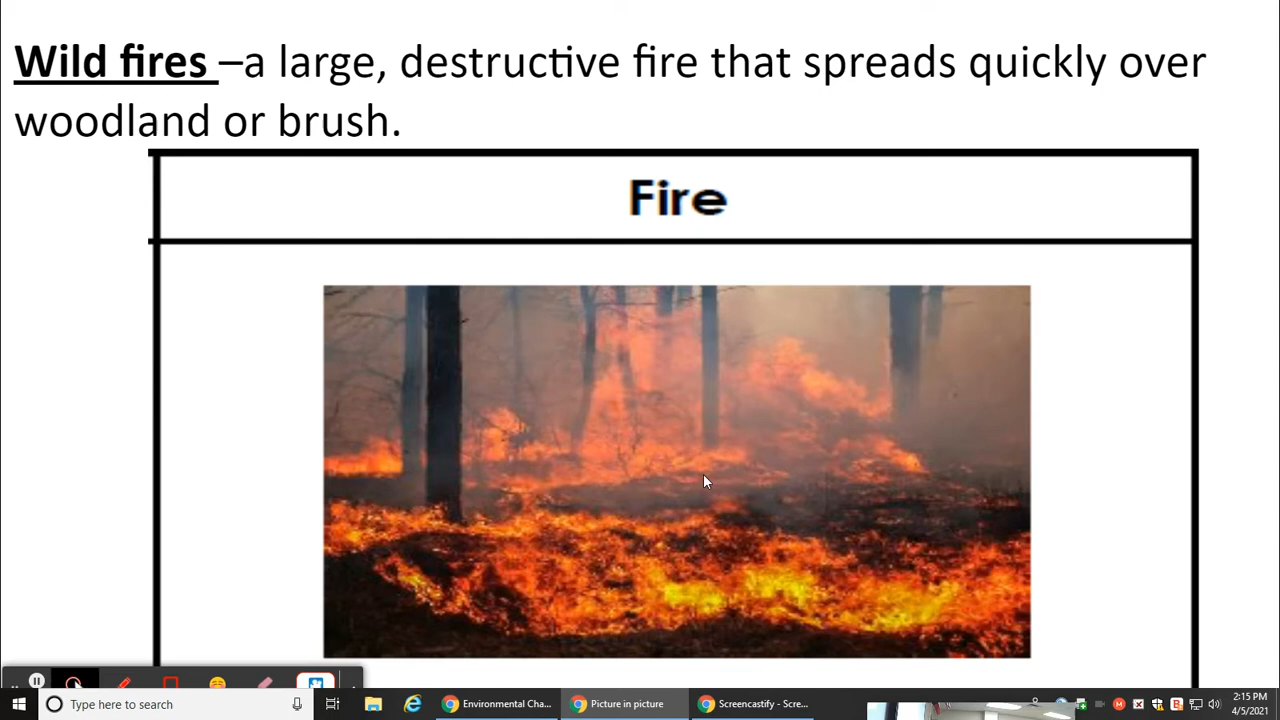 Wild fires –a large, destructive fire that spreads quickly over
woodland or brush.
Fire
Type here to search
Environmental Cha...
Picture in picture
Screencastify - Scre...
2:15 PM
4/5/2021